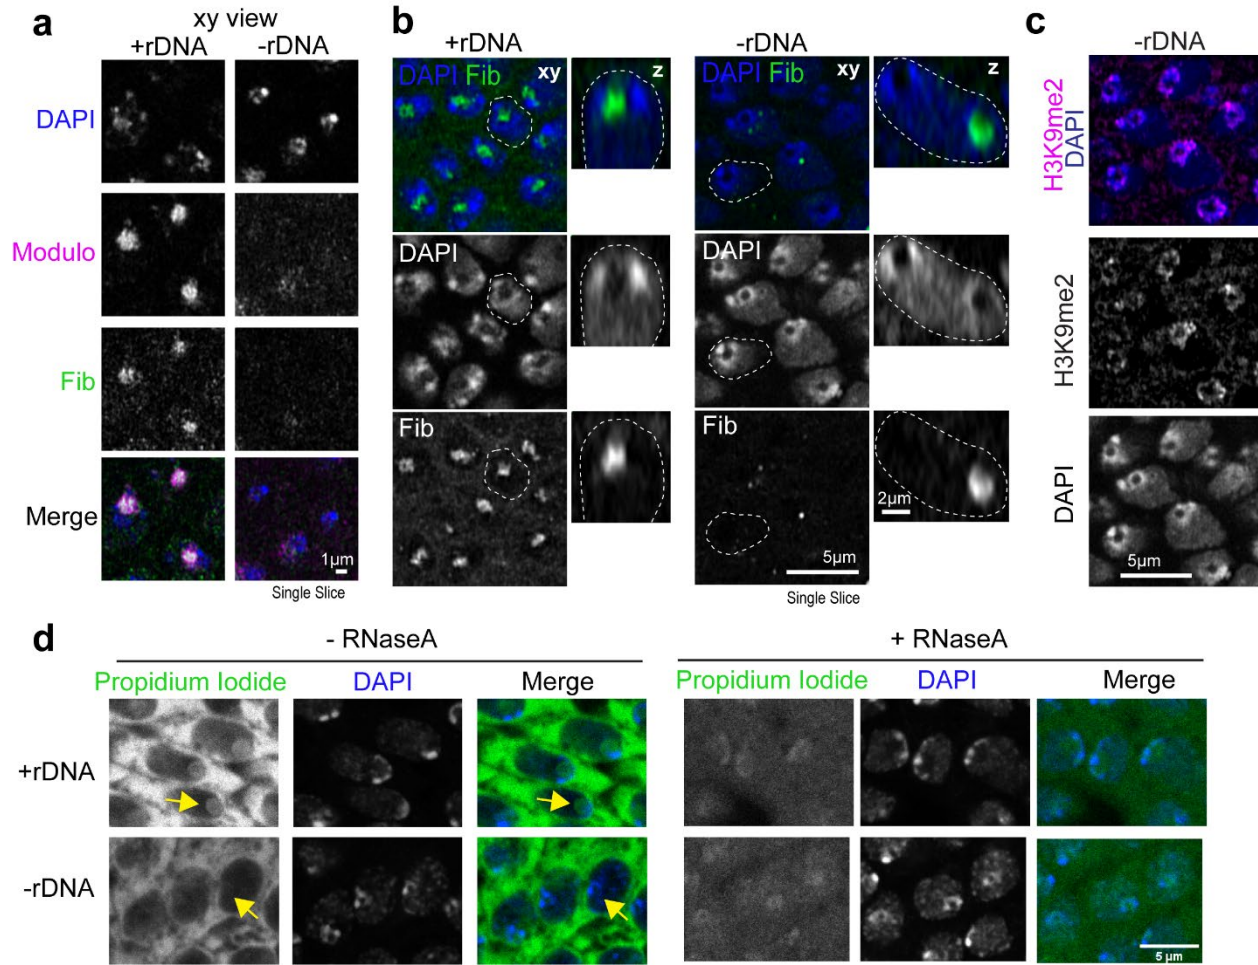 a
xy view
+rDNA -rDNA
DAPI
Modulo
Fib
Merge
1µm
Single Slice
b
+rDNA
DAPI Fib xy z
DAPI
Fib
-rDNA
DAPI Fib xy z
DAPI
Fib
2µm
5µm
Single Slice
c
-rDNA
H3K9me2
DAPI
H3K9me2
DAPI
5µm
d
- RNaseA
+ RNaseA
Propidium Iodide DAPI Merge
Propidium Iodide DAPI Merge
+rDNA
-rDNA
5 µm